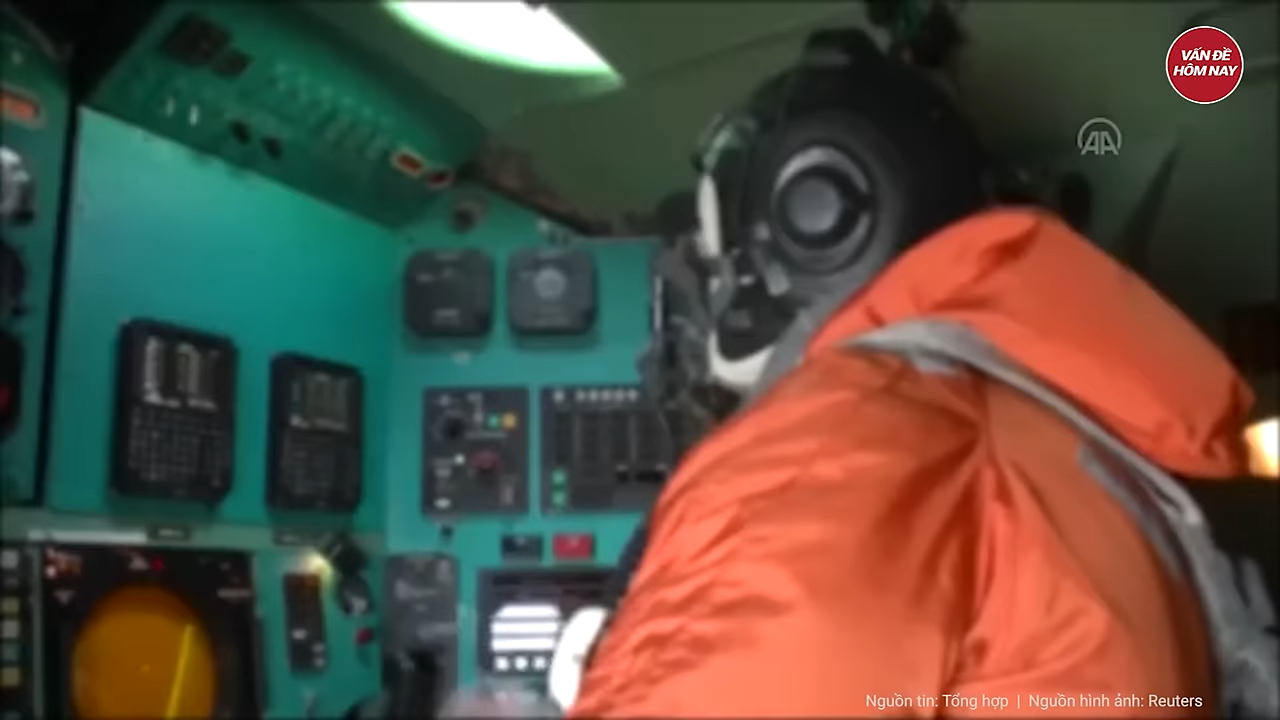 VẤN ĐỀ
HÔM NAY
AA
Nguồn tin: Tổng hợp | Nguồn hình ảnh: Reuters